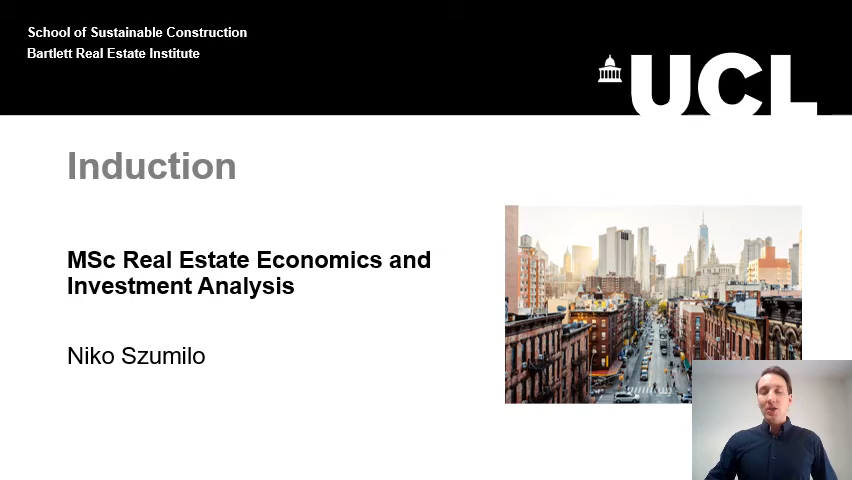 School of Sustainable Construction
Bartlett Real Estate Institute
UCL
Induction
MSc Real Estate Economics and
Investment Analysis
Niko Szumilo